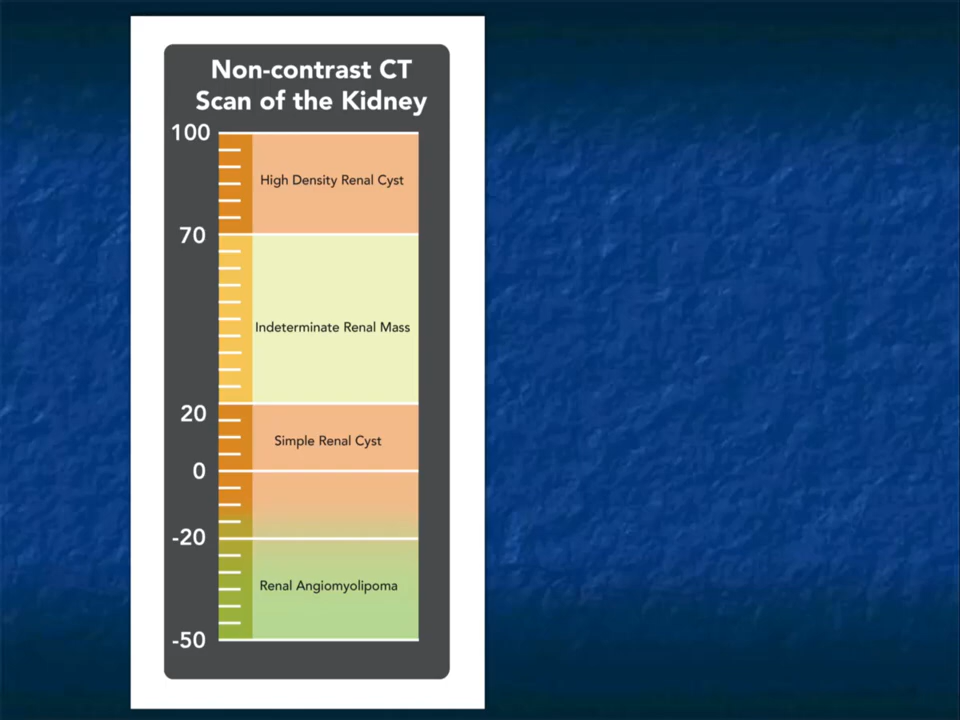 Non-contrast CT
Scan of the Kidney
100
High Density Renal Cyst
70
Indeterminate Renal Mass
20
Simple Renal Cyst
0
-20
Renal Angiomyolipoma
-50